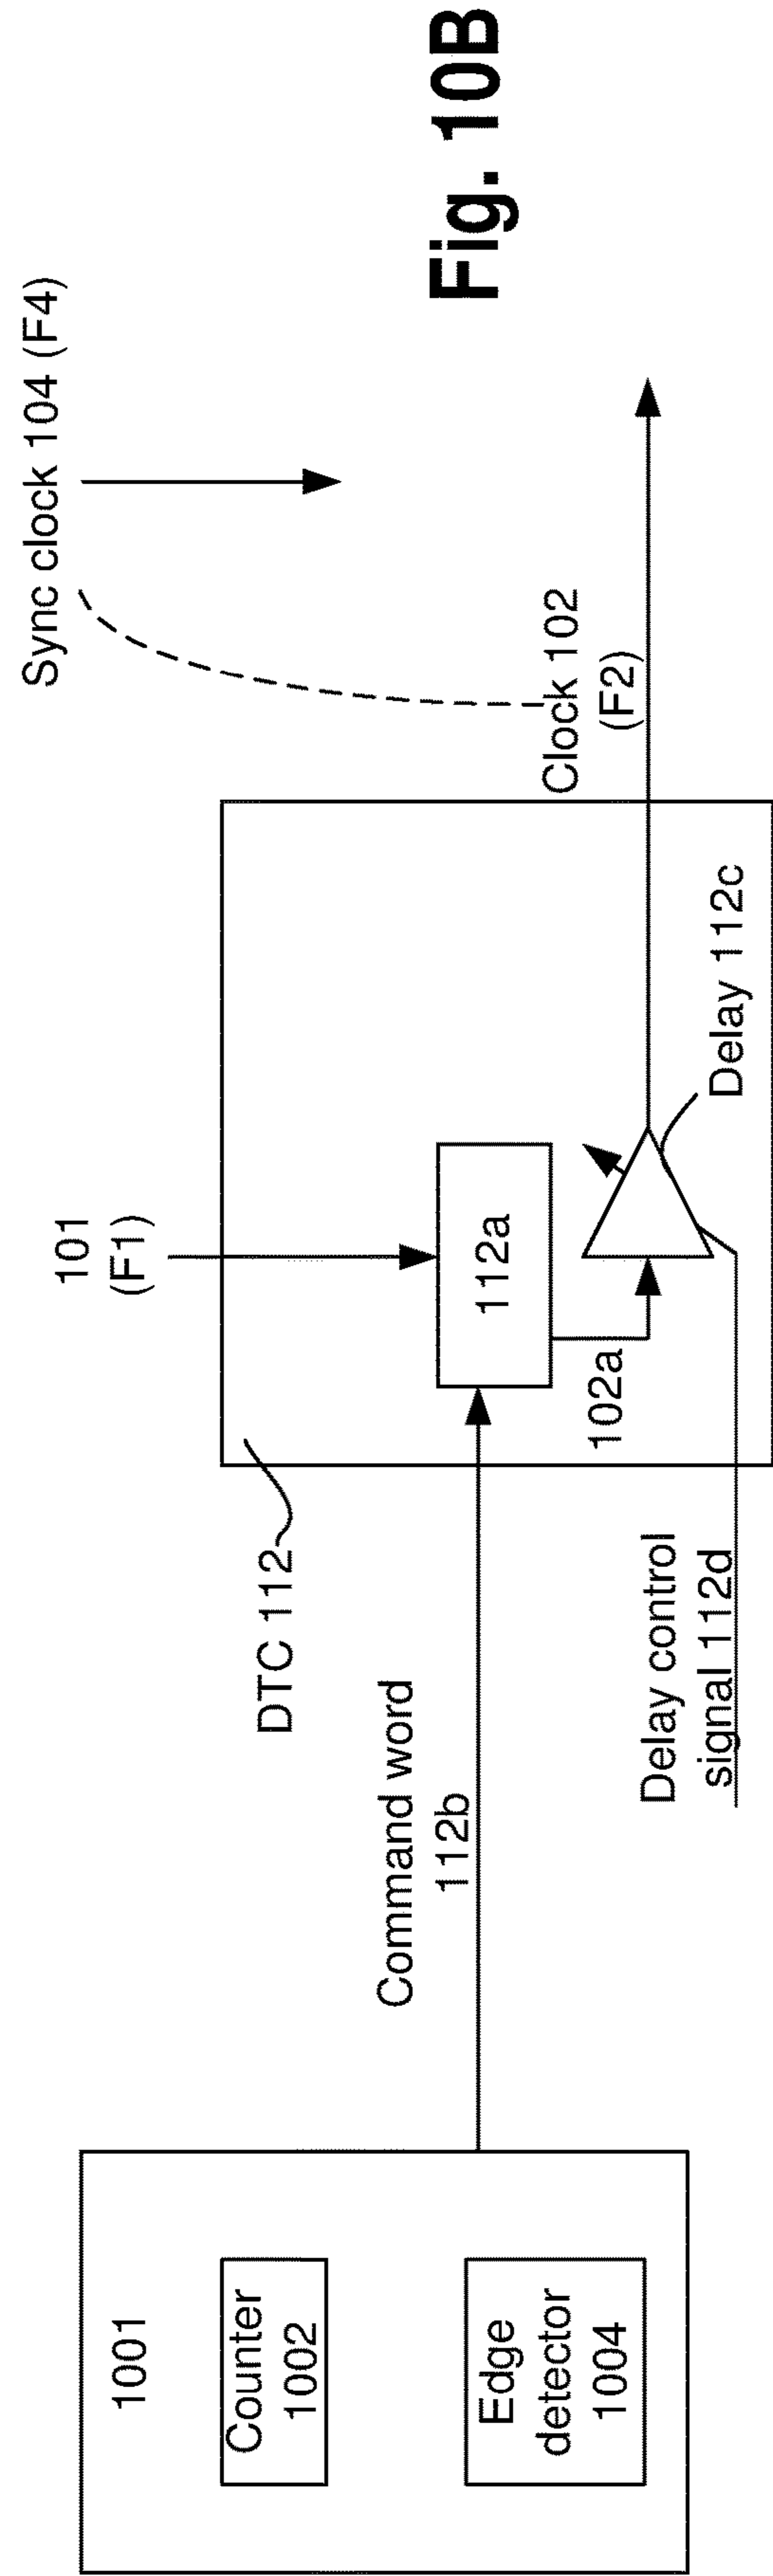 1001
Counter
1002
Edge
detector
1004
Command word
112b
DTC 112
Delay control
signal 112d
101
(F1)
112a
102a
Delay 112c
Clock 102
(F2)
Sync clock 104 (F4)
Fig. 10B